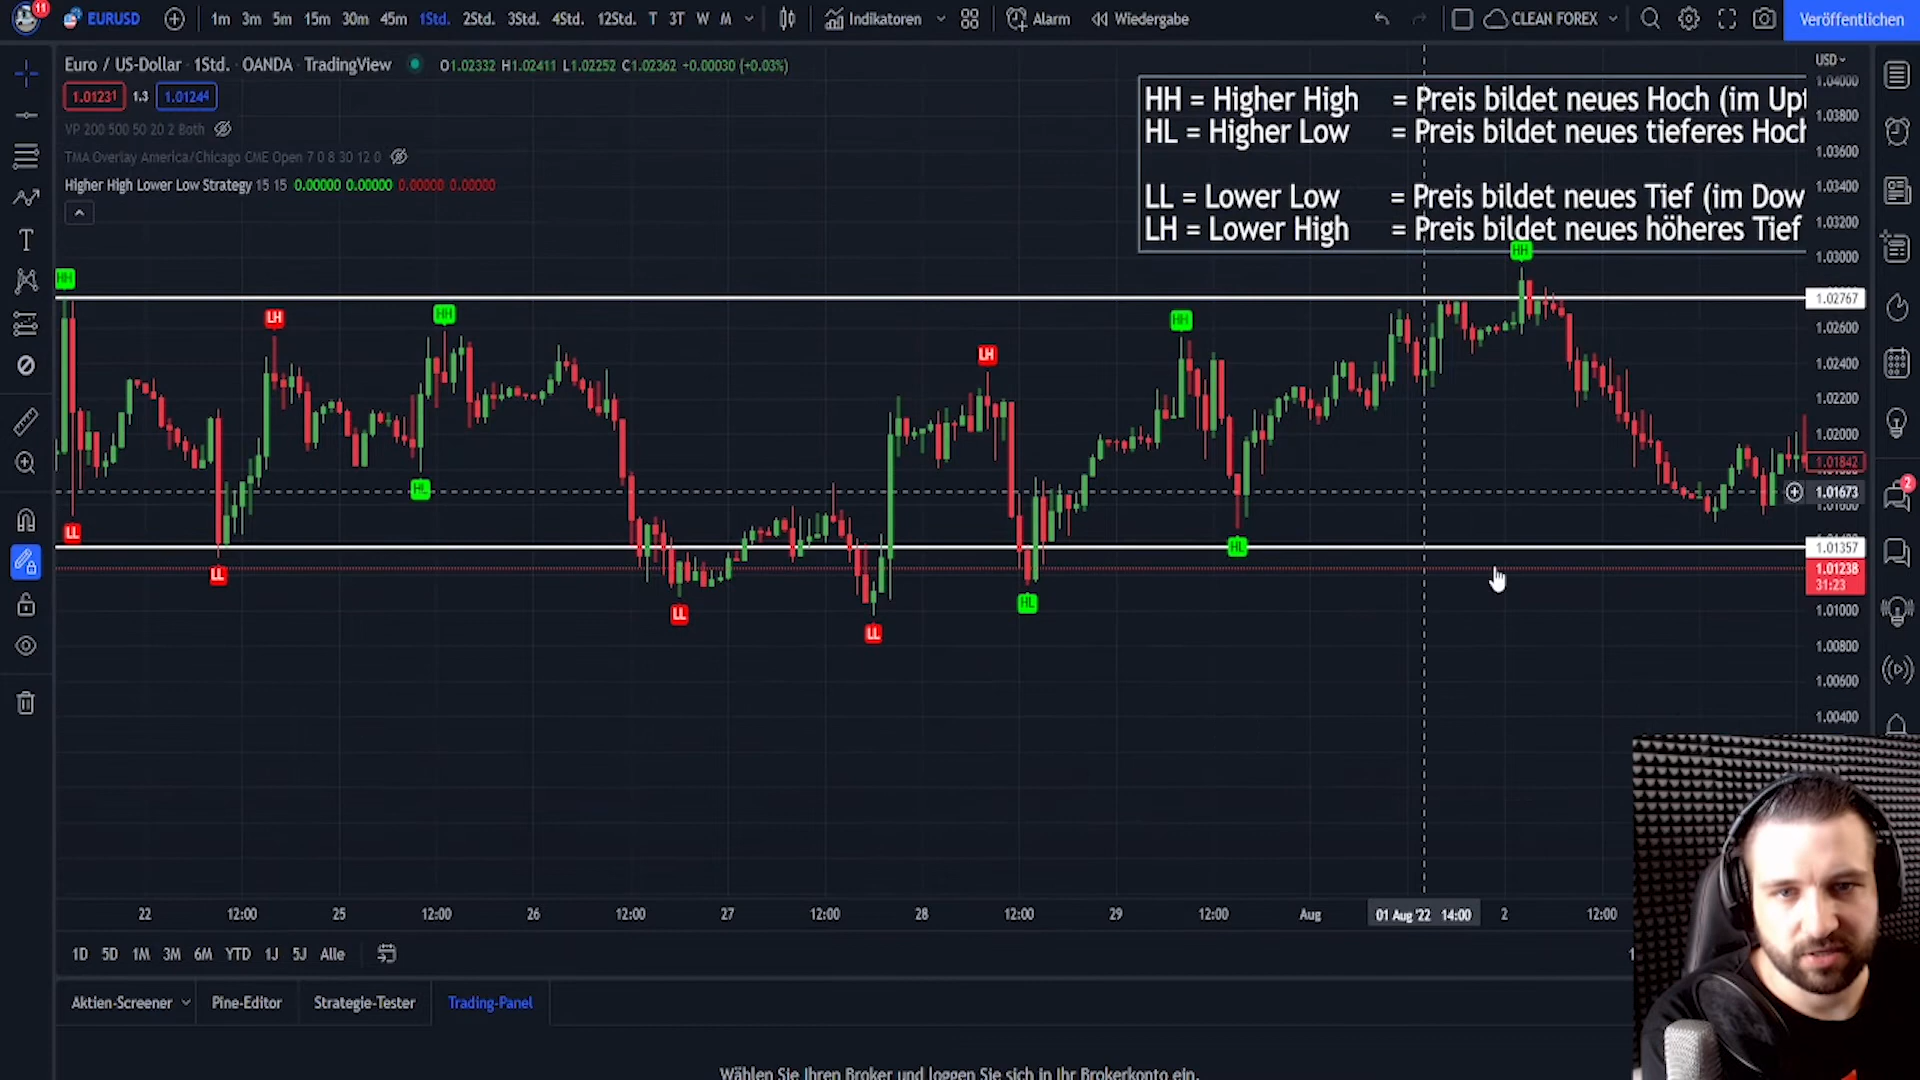 11 EURUSD 1m 3m 5m 15m 30m 45m 1Std. 2Std. 3Std. 4Std. 12Std. T 3T W M Indikatoren Alarm Wiedergabe CLEAN FOREX Veröffentlichen
Euro / US-Dollar · 1Std. · OANDA · TradingView O1.02332 H1.02411 L1.02252 C1.02362 +0.00030 (+0.03%)
USD
1.01231 1.3 1.01244
VP 200 500 50 20 2 Both
TMA Overlay America/Chicago CME Open 7 0 8 30 12 0
Higher High Lower Low Strategy 15 15 0.00000 0.00000 0.00000 0.00000
HH = Higher High = Preis bildet neues Hoch (im Upt
HL = Higher Low = Preis bildet neues tieferes Hoch
LL = Lower Low = Preis bildet neues Tief (im Dow
LH = Lower High = Preis bildet neues höheres Tief
1.04000
1.03800
1.03600
1.03400
1.03200
1.03000
1.02767
1.02600
1.02400
1.02200
1.02000
1.01842
1.01673
1.01600
1.01357
1.01238
31:23
1.01000
1.00800
1.00600
1.00400
2
HH
HH
LH
HH
HH
LH
HL
LL
HL
LL
HL
LL
LL
22 12:00 25 12:00 26 12:00 27 12:00 28 12:00 29 12:00 Aug 01 Aug '22 14:00 2 12:00
1D 5D 1M 3M 6M YTD 1J 5J Alle
Aktien-Screener Pine-Editor Strategie-Tester Trading-Panel
Wählen Sie Ihren Broker und loggen Sie sich in Ihr Brokerkonto ein.